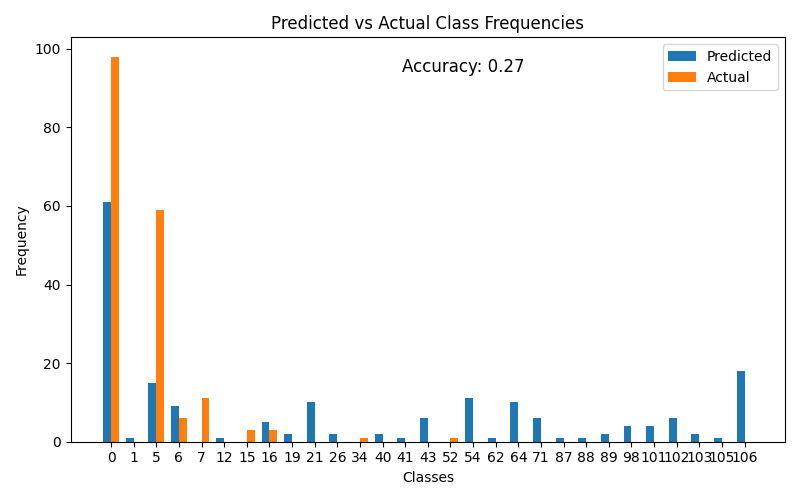 Predicted vs Actual Class Frequencies
Accuracy: 0.27
Predicted
Actual
100
80
60
40
20
0
Frequency
0 1 5 6 7 12 15 16 19 21 26 34 40 41 43 52 54 62 64 71 87 88 89 98 101 102 103 105 106
Classes